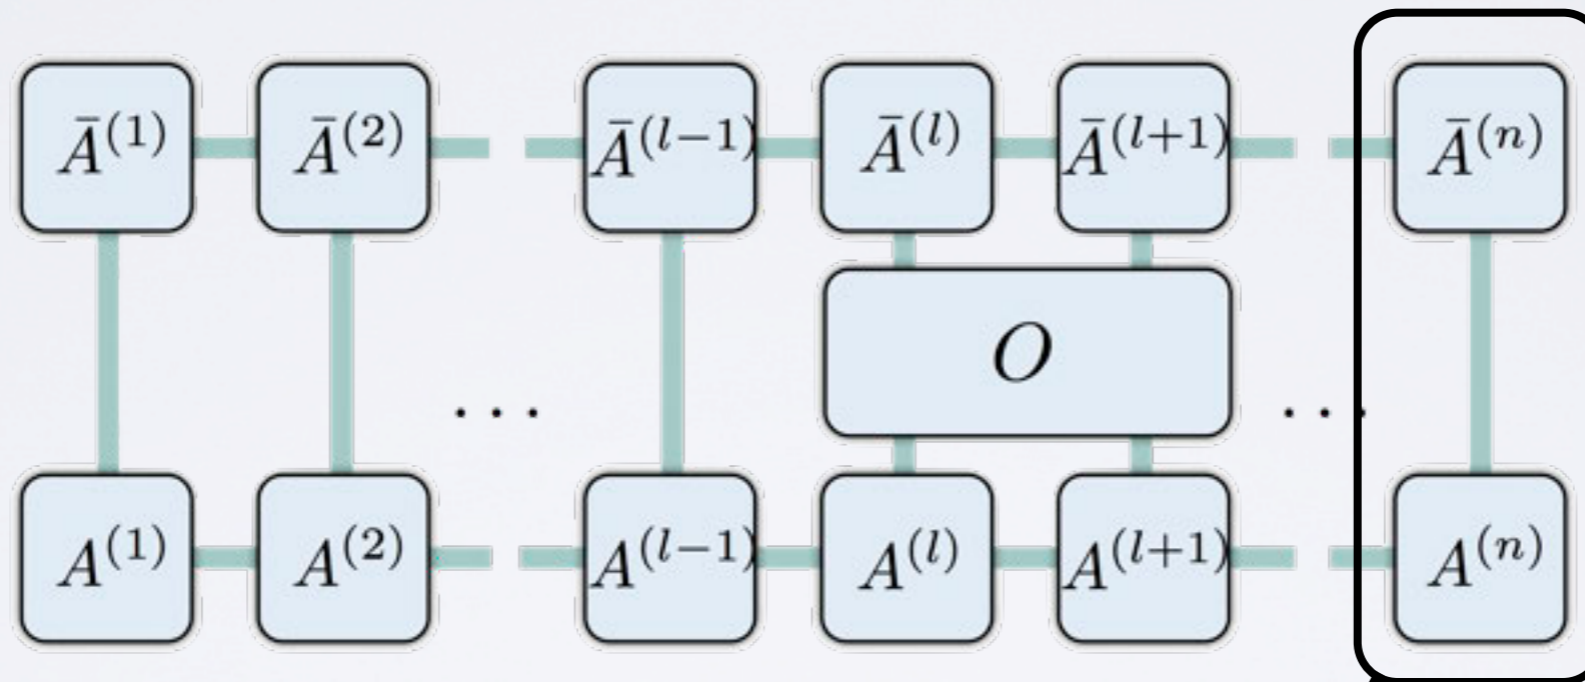 Ā^(1) Ā^(2) Ā^(l−1) Ā^(l) Ā^(l+1) Ā^(n)
O
... ...
A^(1) A^(2) A^(l−1) A^(l) A^(l+1) A^(n)